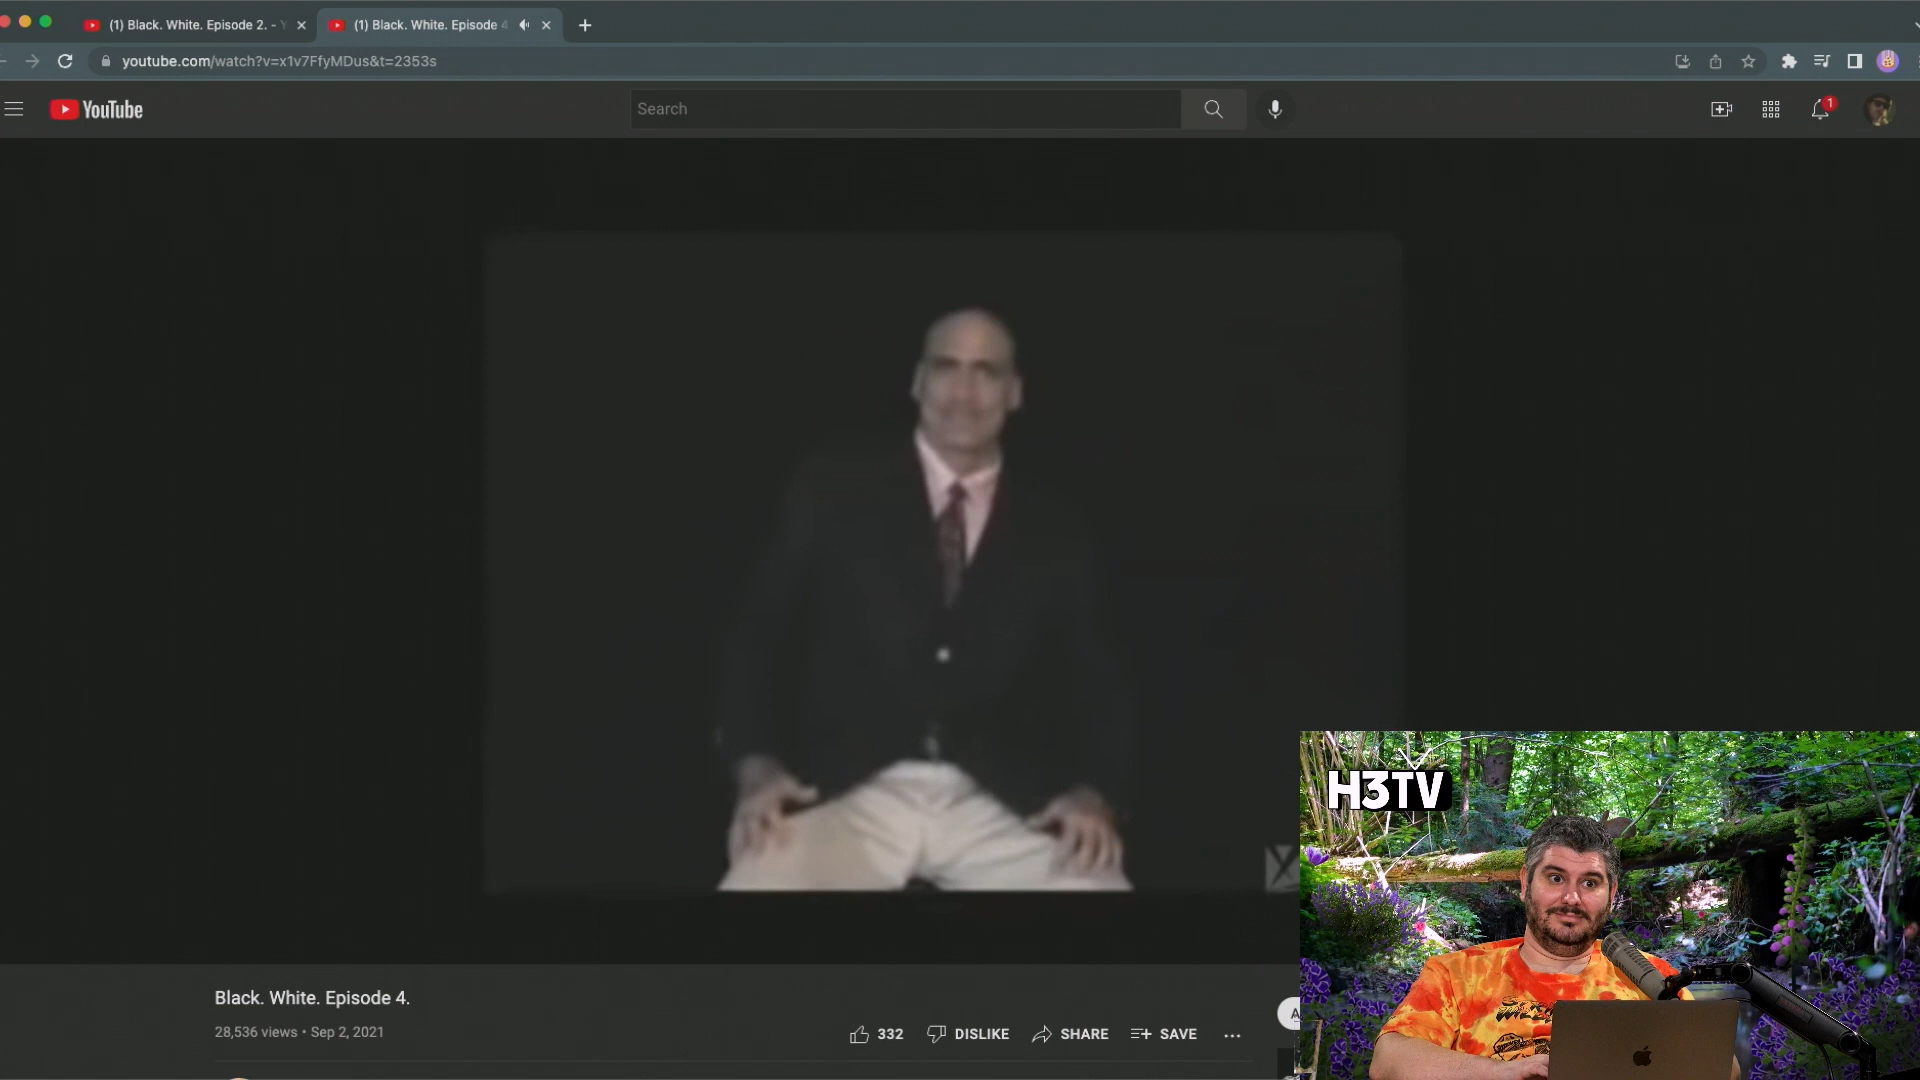 (1) Black. White. Episode 2. -
(1) Black. White. Episode 4
youtube.com/watch?v=x1v7FfyMDus&t=2353s
YouTube
Search
1
H3TV
Black. White. Episode 4.
28,536 views • Sep 2, 2021
332
DISLIKE
SHARE
SAVE